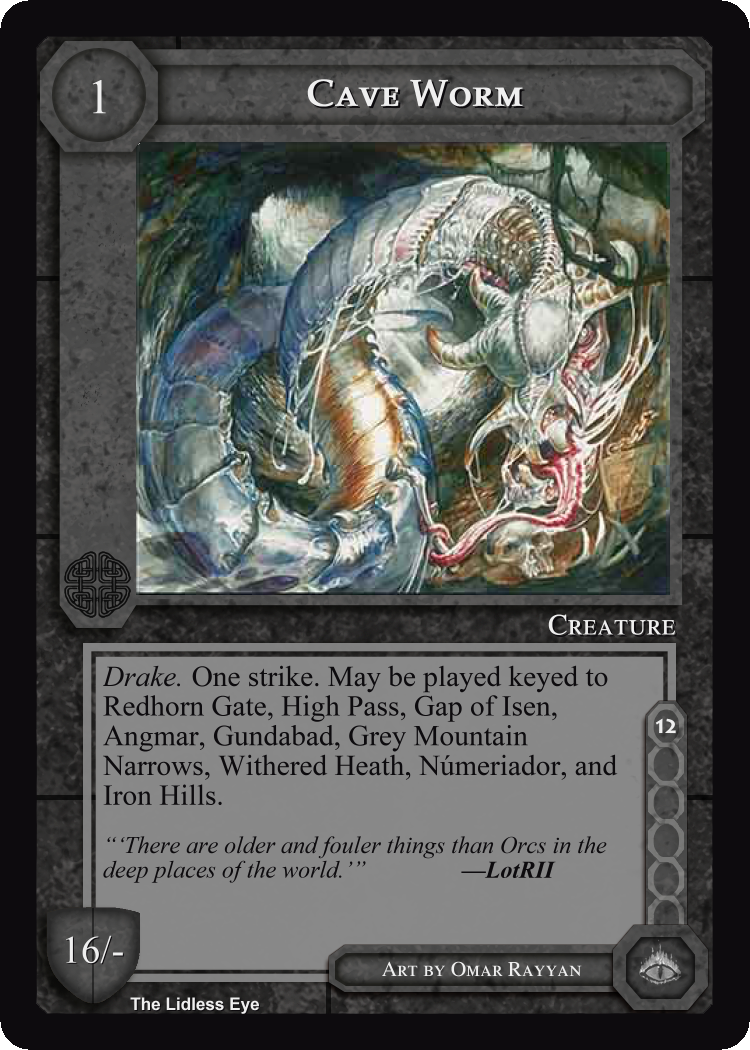 1
CAVE WORM
CREATURE
Drake. One strike. May be played keyed to
Redhorn Gate, High Pass, Gap of Isen,
Angmar, Gundabad, Grey Mountain
Narrows, Withered Heath, Númeriador, and
Iron Hills.
12
“‘There are older and fouler things than Orcs in the
deep places of the world.’” —LotRII
16/-
ART BY OMAR RAYYAN
The Lidless Eye